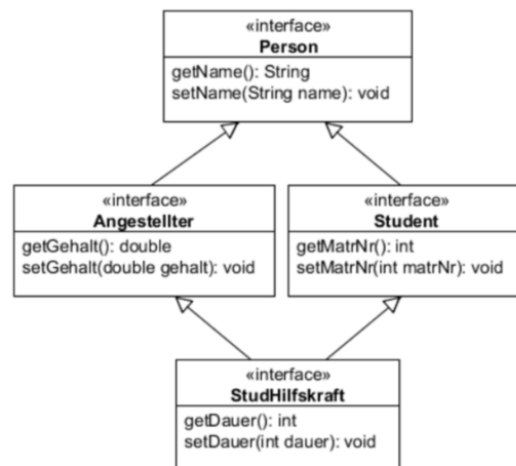 «interface»
Person
getName(): String
setName(String name): void
«interface»
Angestellter
getGehalt(): double
setGehalt(double gehalt): void
«interface»
Student
getMatrNr(): int
setMatrNr(int matrNr): void
«interface»
StudHilfskraft
getDauer(): int
setDauer(int dauer): void